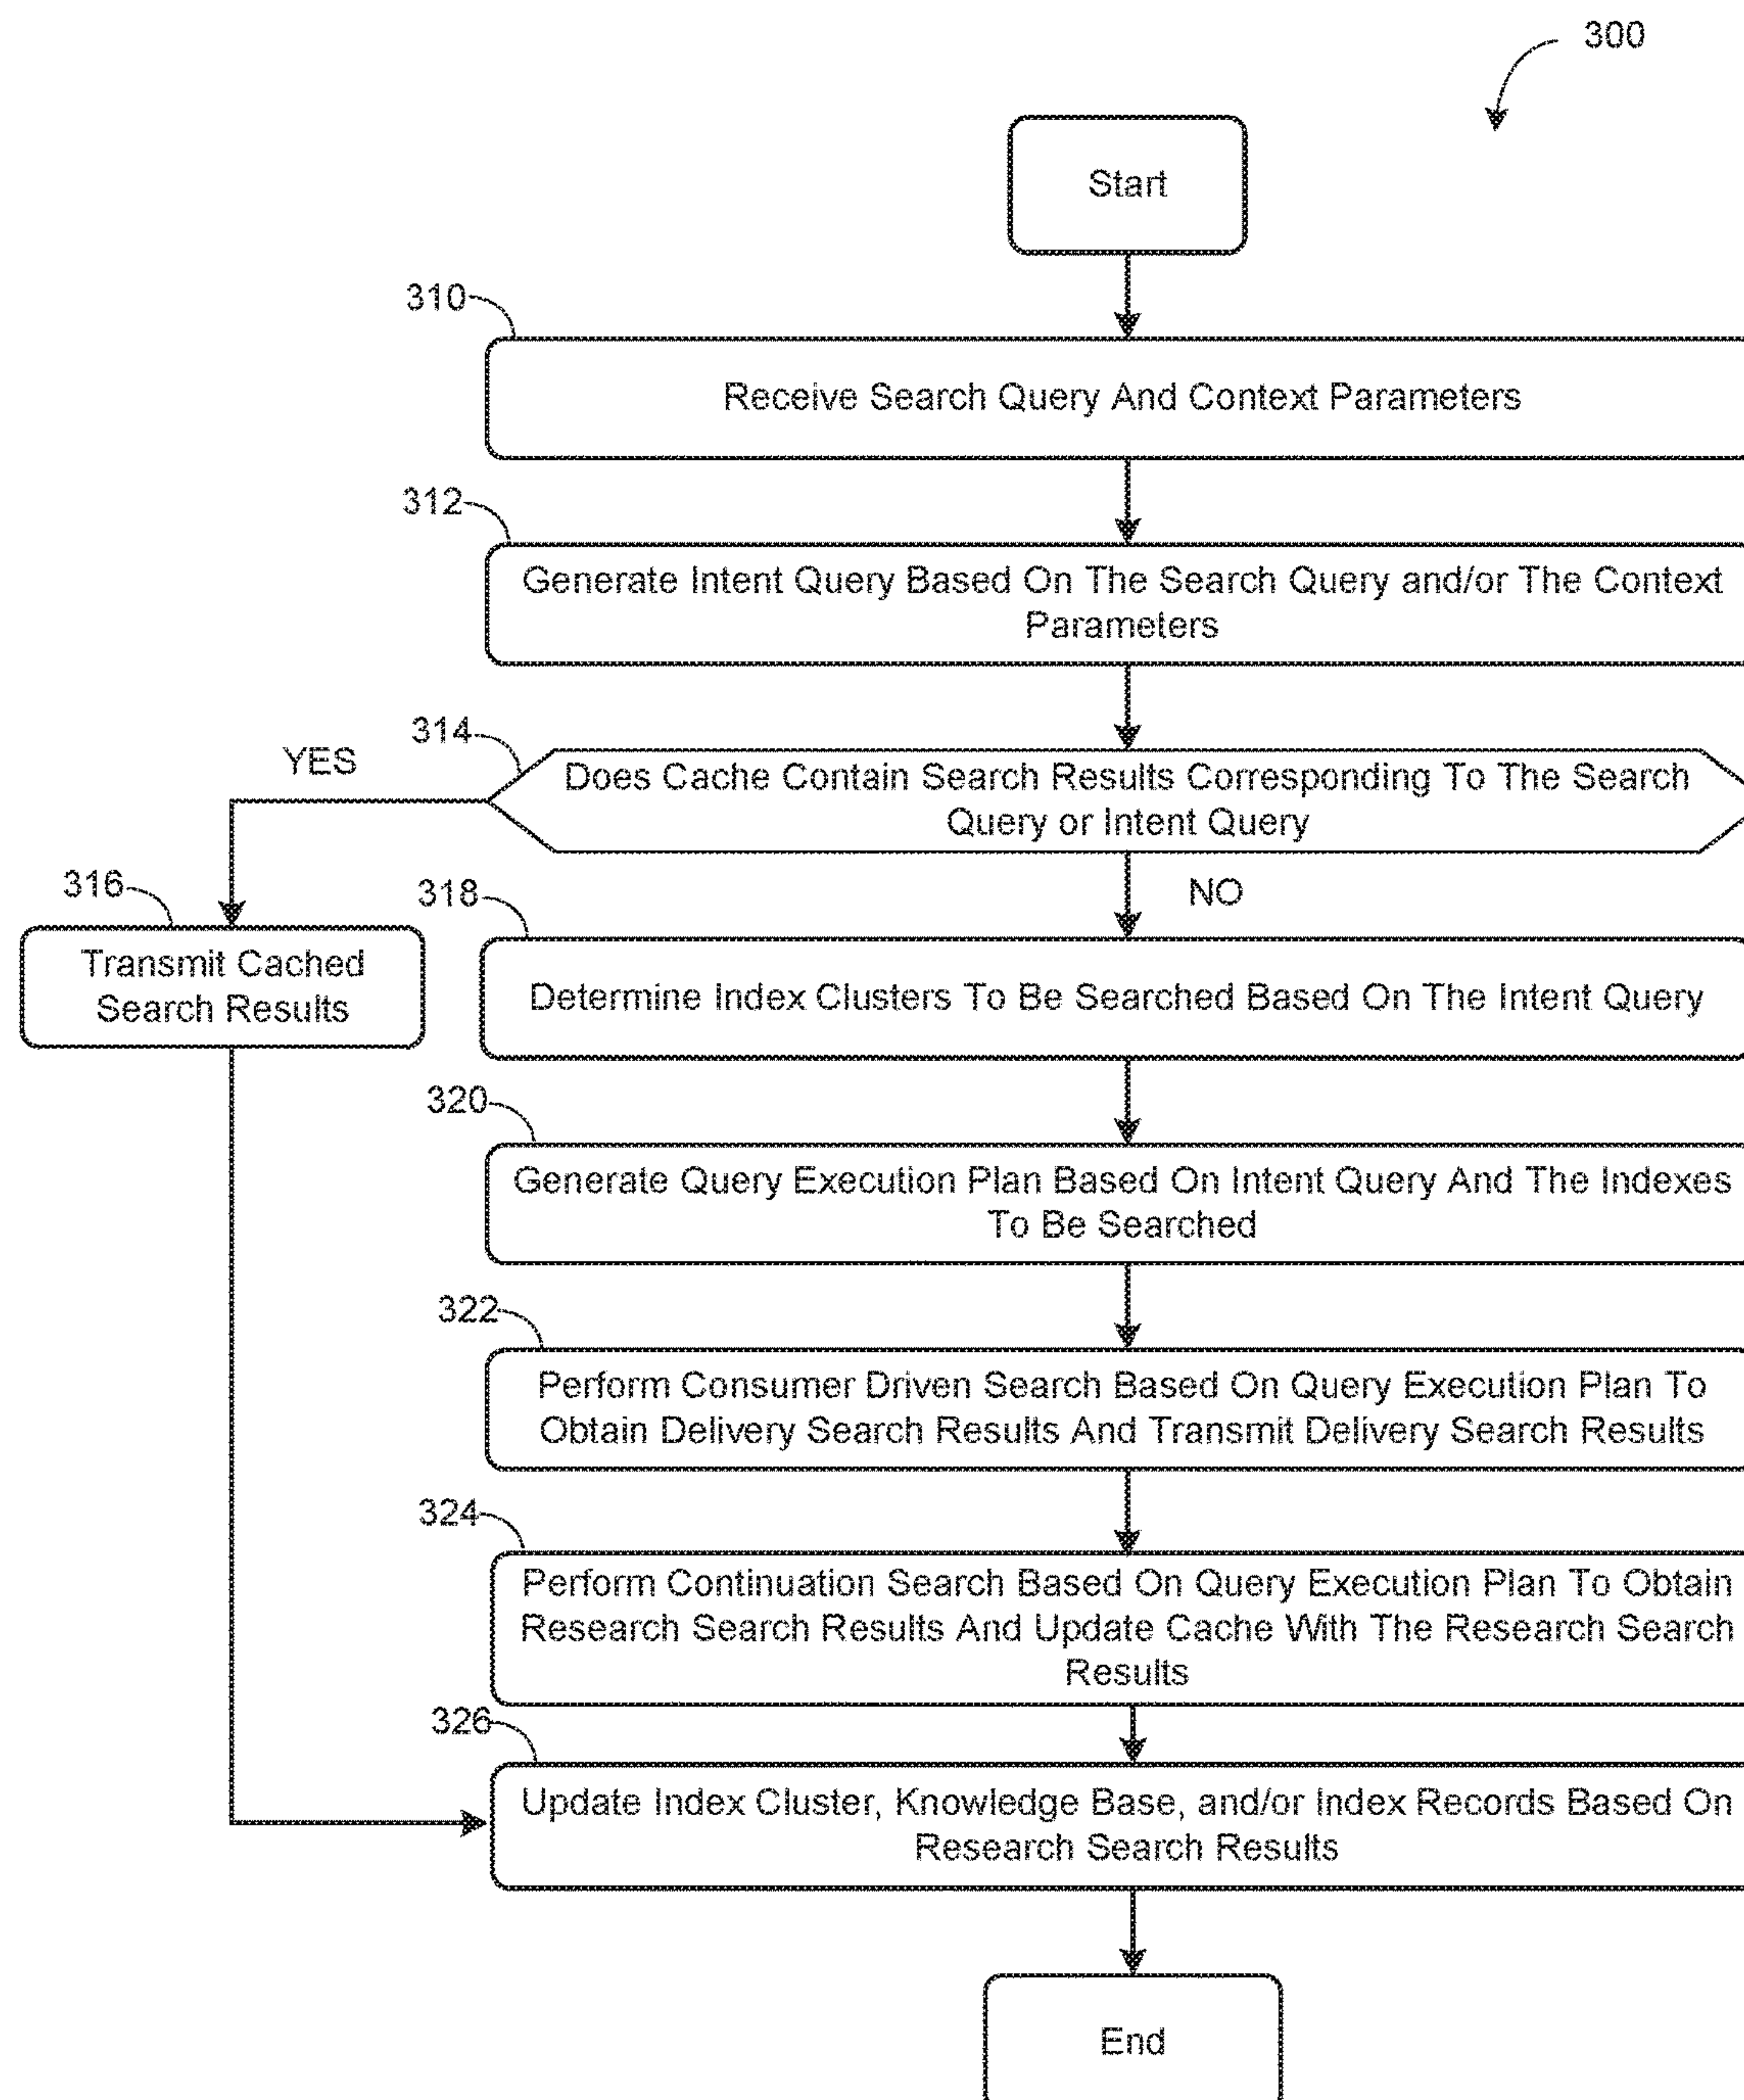 300
Start
310
Receive Search Query And Context Parameters
312
Generate Intent Query Based On The Search Query and/or The Context
Parameters
314
YES
Does Cache Contain Search Results Corresponding To The Search
Query or Intent Query
316
318
NO
Transmit Cached
Search Results
Determine Index Clusters To Be Searched Based On The Intent Query
320
Generate Query Execution Plan Based On Intent Query And The Indexes
To Be Searched
322
Perform Consumer Driven Search Based On Query Execution Plan To
Obtain Delivery Search Results And Transmit Delivery Search Results
324
Perform Continuation Search Based On Query Execution Plan To Obtain
Research Search Results And Update Cache With The Research Search
Results
326
Update Index Cluster, Knowledge Base, and/or Index Records Based On
Research Search Results
End